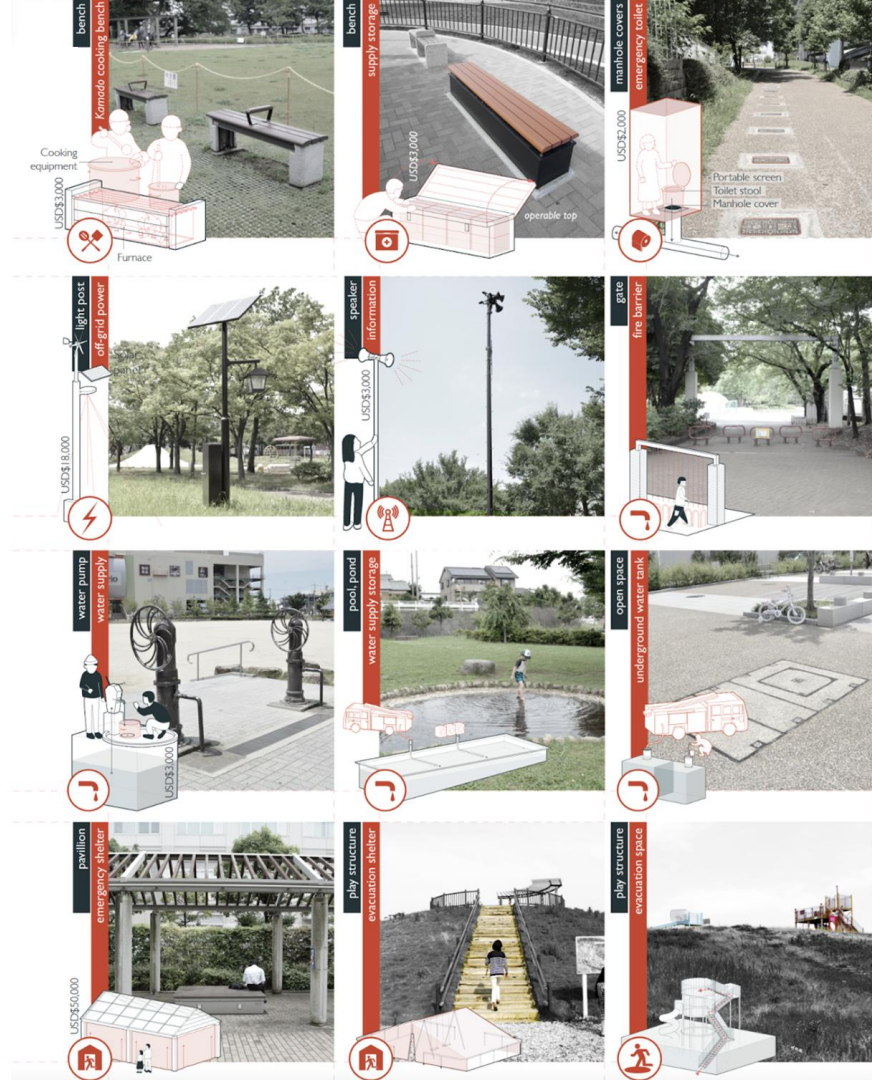 bench
Kamado cooking bench
Cooking
equipment
USD$3,000
Furnace
bench
supply storage
USD$3,000
operable top
manhole covers
emergency toilet
USD$2,000
Portable screen
Toilet stool
Manhole cover
light post
off-grid power
solar
panel
USD$18,000
speaker
information
USD$3,000
gate
fire barrier
water pump
water supply
USD$3,000
pool, pond
water supply storage
open space
underground water tank
pavillion
emergency shelter
USD$50,000
play structure
evacuation shelter
play structure
evacuation space